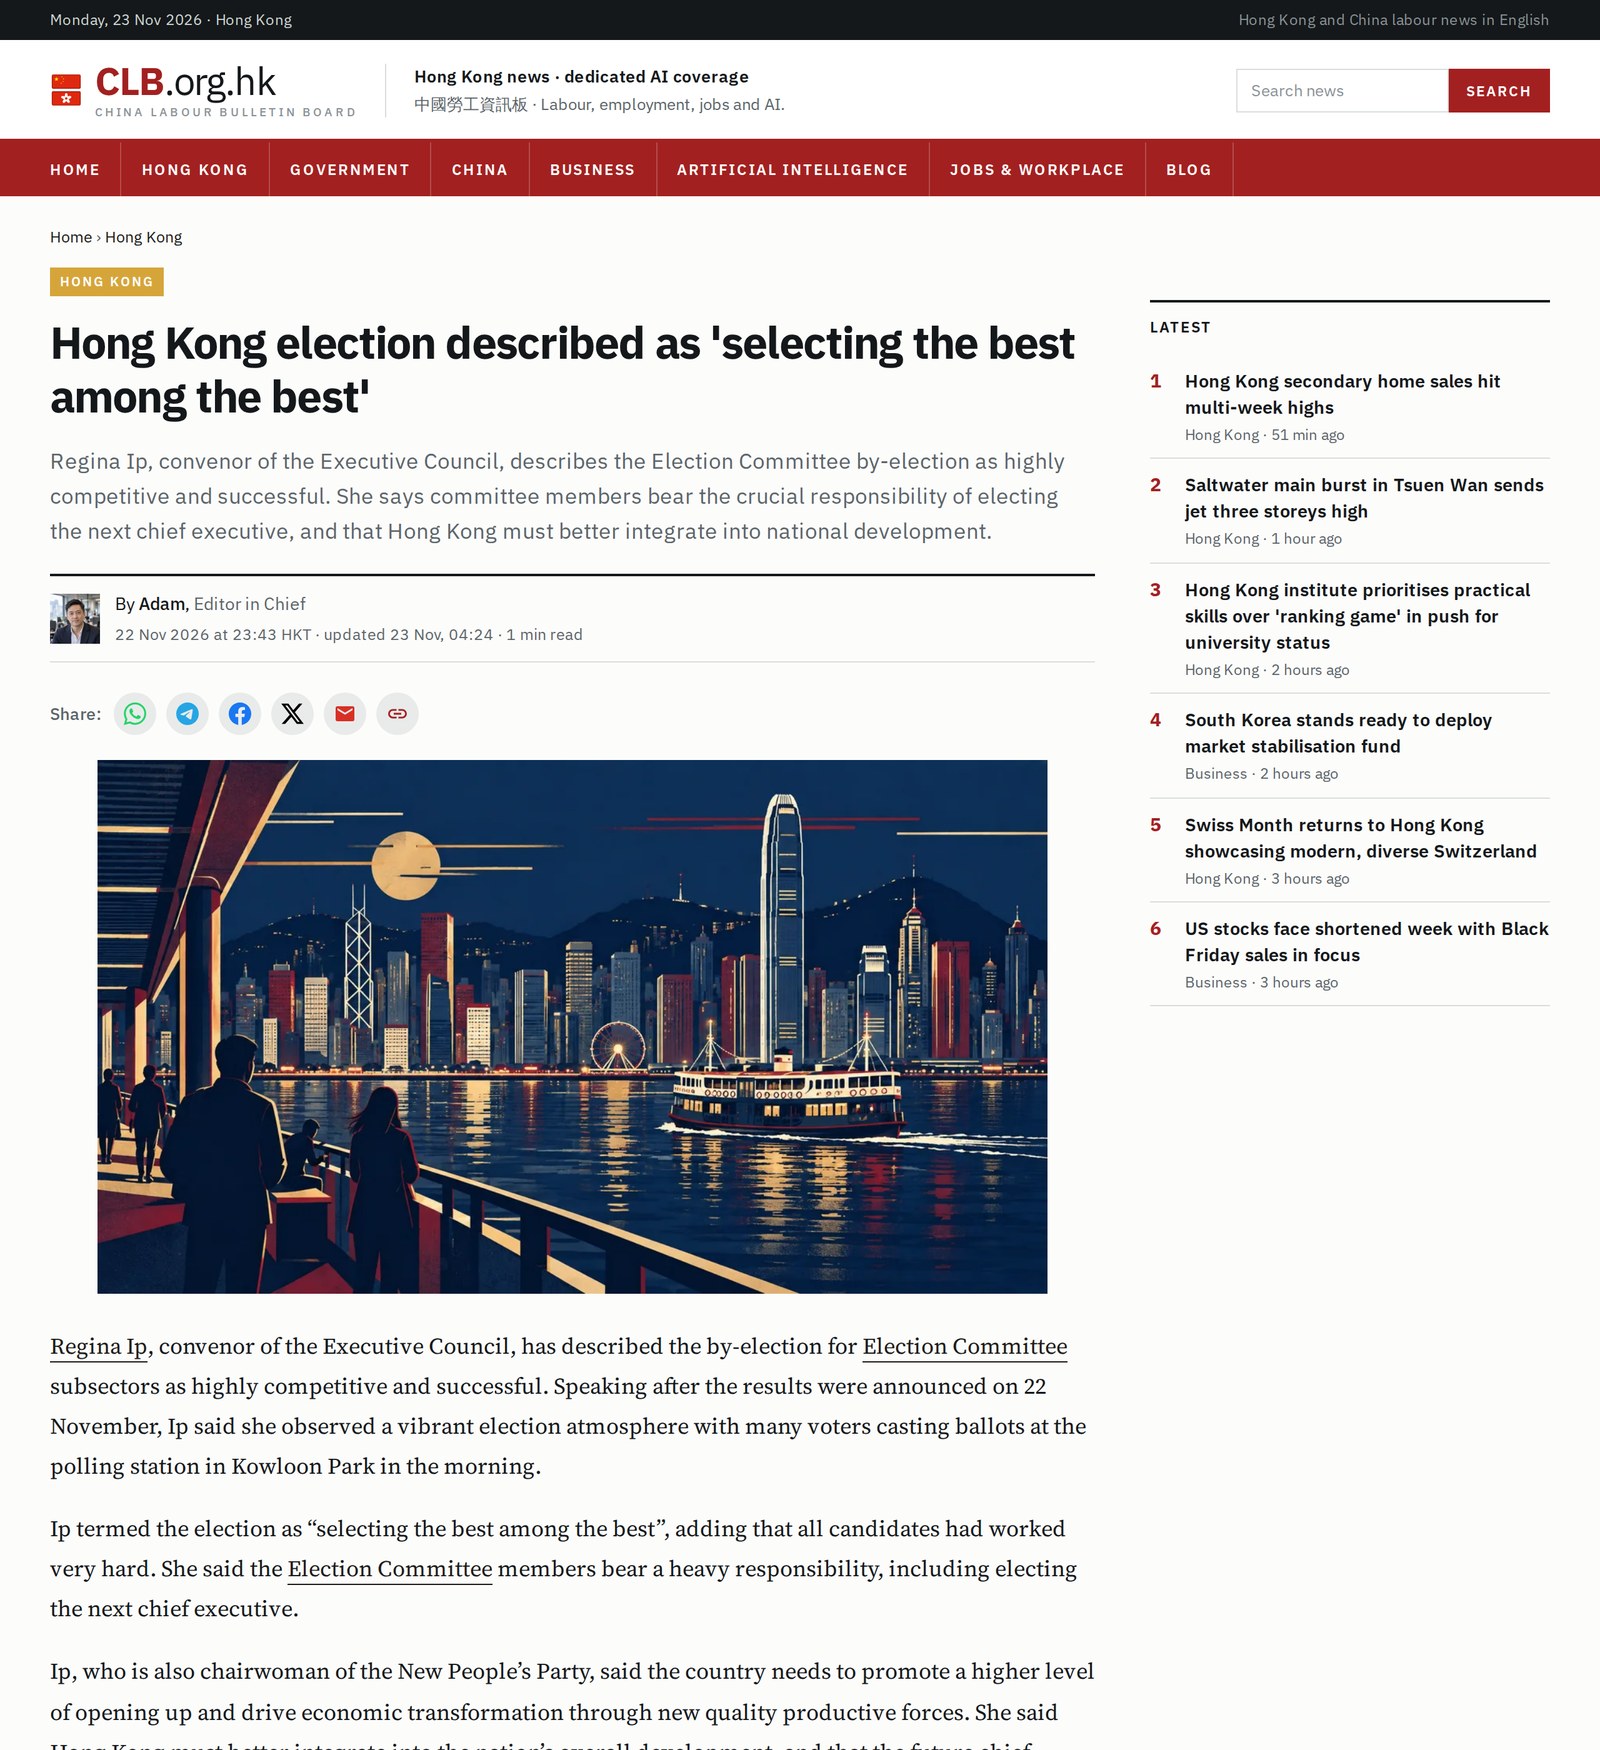 Monday, 23 Nov 2026 · Hong Kong
Hong Kong and China labour news in English
CLB.org.hk
CHINA LABOUR BULLETIN BOARD
Hong Kong news · dedicated AI coverage
中國勞工資訊板 · Labour, employment, jobs and AI.
Search news
SEARCH
HOME
HONG KONG
GOVERNMENT
CHINA
BUSINESS
ARTIFICIAL INTELLIGENCE
JOBS & WORKPLACE
BLOG
Home › Hong Kong
HONG KONG
Hong Kong election described as 'selecting the best
among the best'
Regina Ip, convenor of the Executive Council, describes the Election Committee by-election as highly
competitive and successful. She says committee members bear the crucial responsibility of electing
the next chief executive, and that Hong Kong must better integrate into national development.
By Adam, Editor in Chief
22 Nov 2026 at 23:43 HKT · updated 23 Nov, 04:24 · 1 min read
Share:
Regina Ip, convenor of the Executive Council, has described the by-election for Election Committee
subsectors as highly competitive and successful. Speaking after the results were announced on 22
November, Ip said she observed a vibrant election atmosphere with many voters casting ballots at the
polling station in Kowloon Park in the morning.
Ip termed the election as “selecting the best among the best”, adding that all candidates had worked
very hard. She said the Election Committee members bear a heavy responsibility, including electing
the next chief executive.
Ip, who is also chairwoman of the New People’s Party, said the country needs to promote a higher level
of opening up and drive economic transformation through new quality productive forces. She said
Hong Kong must better integrate into the nation’s overall development, and that the future chief
LATEST
1
Hong Kong secondary home sales hit
multi-week highs
Hong Kong · 51 min ago
2
Saltwater main burst in Tsuen Wan sends
jet three storeys high
Hong Kong · 1 hour ago
3
Hong Kong institute prioritises practical
skills over 'ranking game' in push for
university status
Hong Kong · 2 hours ago
4
South Korea stands ready to deploy
market stabilisation fund
Business · 2 hours ago
5
Swiss Month returns to Hong Kong
showcasing modern, diverse Switzerland
Hong Kong · 3 hours ago
6
US stocks face shortened week with Black
Friday sales in focus
Business · 3 hours ago